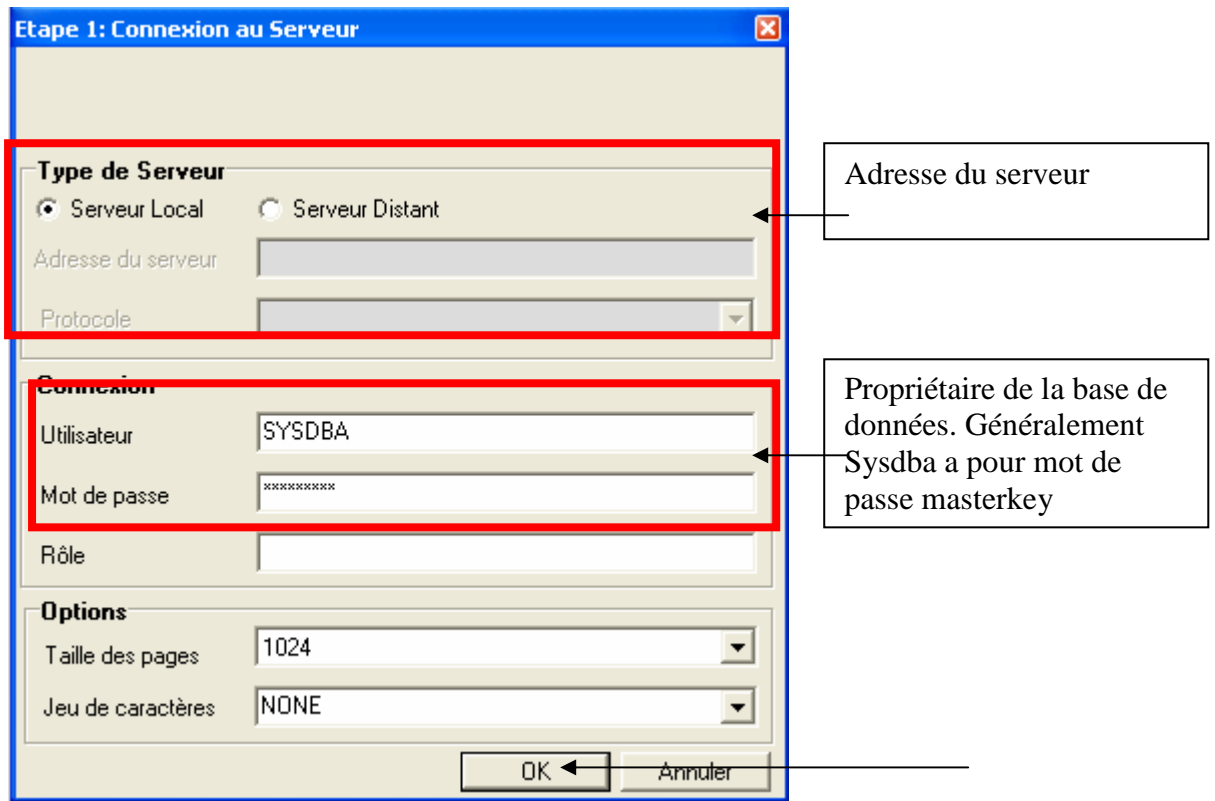 Etape 1: Connexion au Serveur
Type de Serveur
Serveur Local Serveur Distant
Adresse du serveur
Protocole
Adresse du serveur
Connexion
Utilisateur SYSDBA
Mot de passe *********
Rôle
Propriétaire de la base de
données. Généralement
Sysdba a pour mot de
passe masterkey
Options
Taille des pages 1024
Jeu de caractères NONE
OK Annuler